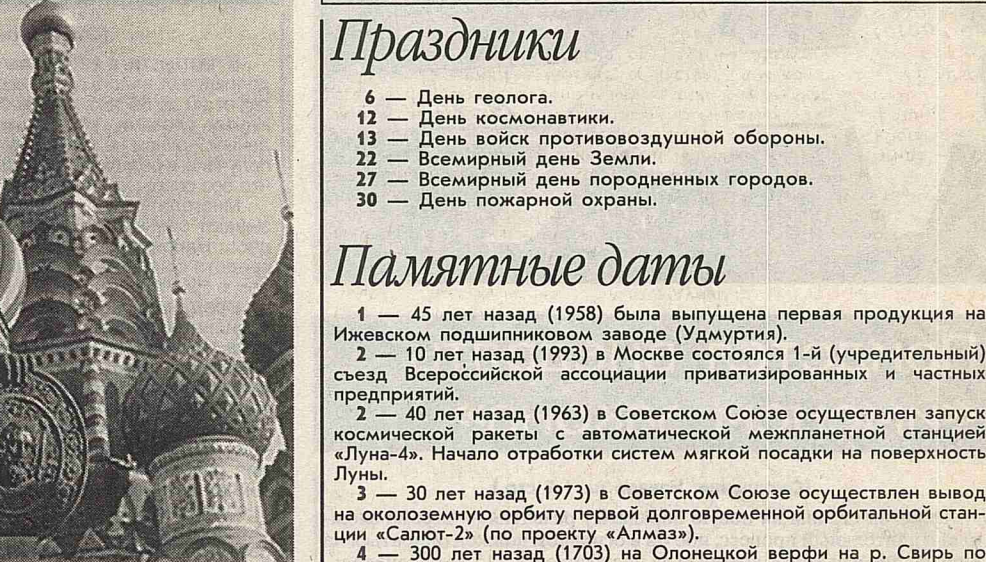 Праздники
6 — День геолога.
12 — День космонавтики.
13 — День войск противовоздушной обороны.
22 — Всемирный день Земли.
27 — Всемирный день породненных городов.
30 — День пожарной охраны.
Памятные даты
1 — 45 лет назад (1958) была выпущена первая продукция на
Ижевском подшипниковом заводе (Удмуртия).
2 — 10 лет назад (1993) в Москве состоялся 1-й (учредительный)
съезд Всероссийской ассоциации приватизированных и частных
предприятий.
2 — 40 лет назад (1963) в Советском Союзе осуществлен запуск
космической ракеты с автоматической межпланетной станцией
«Луна-4». Начало отработки систем мягкой посадки на поверхность
Луны.
3 — 30 лет назад (1973) в Советском Союзе осуществлен вывод
на околоземную орбиту первой долговременной орбитальной стан-
ции «Салют-2» (по проекту «Алмаз»).
4 — 300 лет назад (1703) на Олонецкой верфи на р. Свирь по